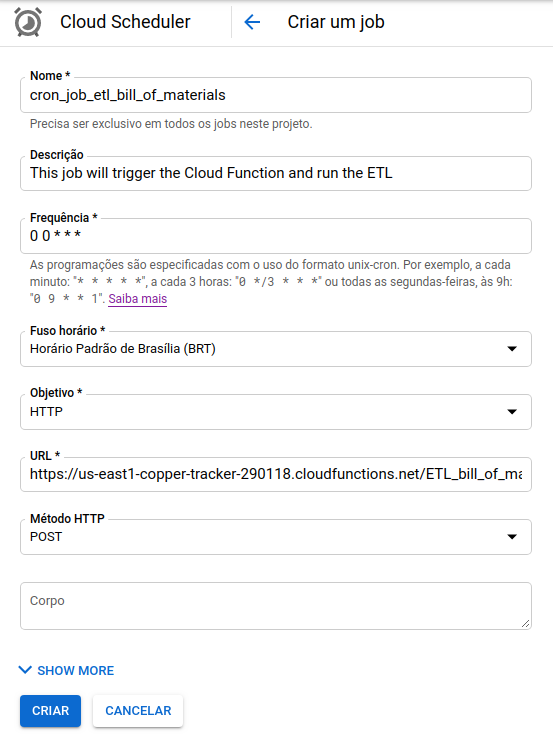 Cloud Scheduler
Criar um job
Nome *
cron_job_etl_bill_of_materials
Precisa ser exclusivo em todos os jobs neste projeto.
Descrição
This job will trigger the Cloud Function and run the ETL
Frequência *
0 0 * * *
As programações são especificadas com o uso do formato unix-cron. Por exemplo, a cada
minuto: "* * * * *", a cada 3 horas: "0 */3 * * *" ou todas as segundas-feiras, às 9h:
"0 9 * * 1". Saiba mais
Fuso horário *
Horário Padrão de Brasília (BRT)
Objetivo *
HTTP
URL *
https://us-east1-copper-tracker-290118.cloudfunctions.net/ETL_bill_of_ma
Método HTTP
POST
Corpo
SHOW MORE
CRIAR
CANCELAR